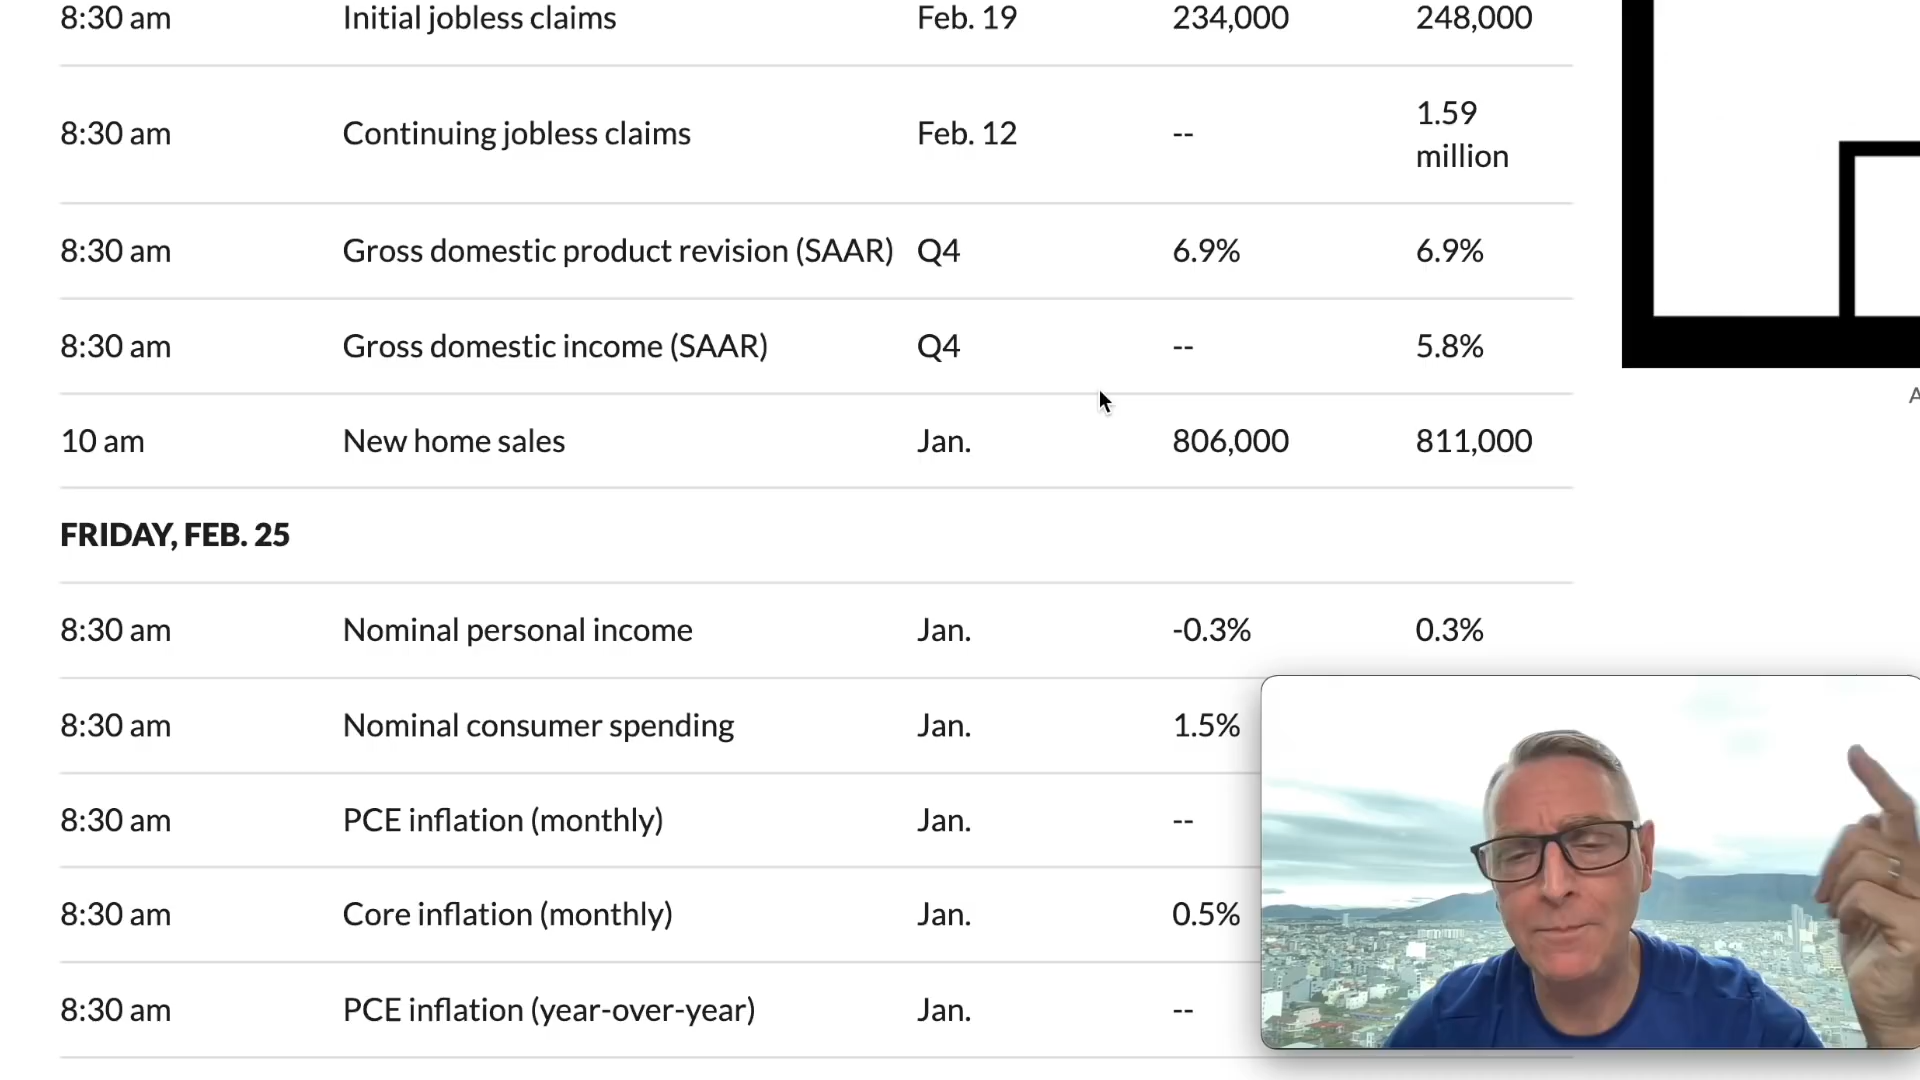 8:30 am Initial jobless claims Feb. 19 234,000 248,000
8:30 am Continuing jobless claims Feb. 12 -- 1.59 million
8:30 am Gross domestic product revision (SAAR) Q4 6.9% 6.9%
8:30 am Gross domestic income (SAAR) Q4 -- 5.8%
10 am New home sales Jan. 806,000 811,000
FRIDAY, FEB. 25
8:30 am Nominal personal income Jan. -0.3% 0.3%
8:30 am Nominal consumer spending Jan. 1.5%
8:30 am PCE inflation (monthly) Jan. --
8:30 am Core inflation (monthly) Jan. 0.5%
8:30 am PCE inflation (year-over-year) Jan. --